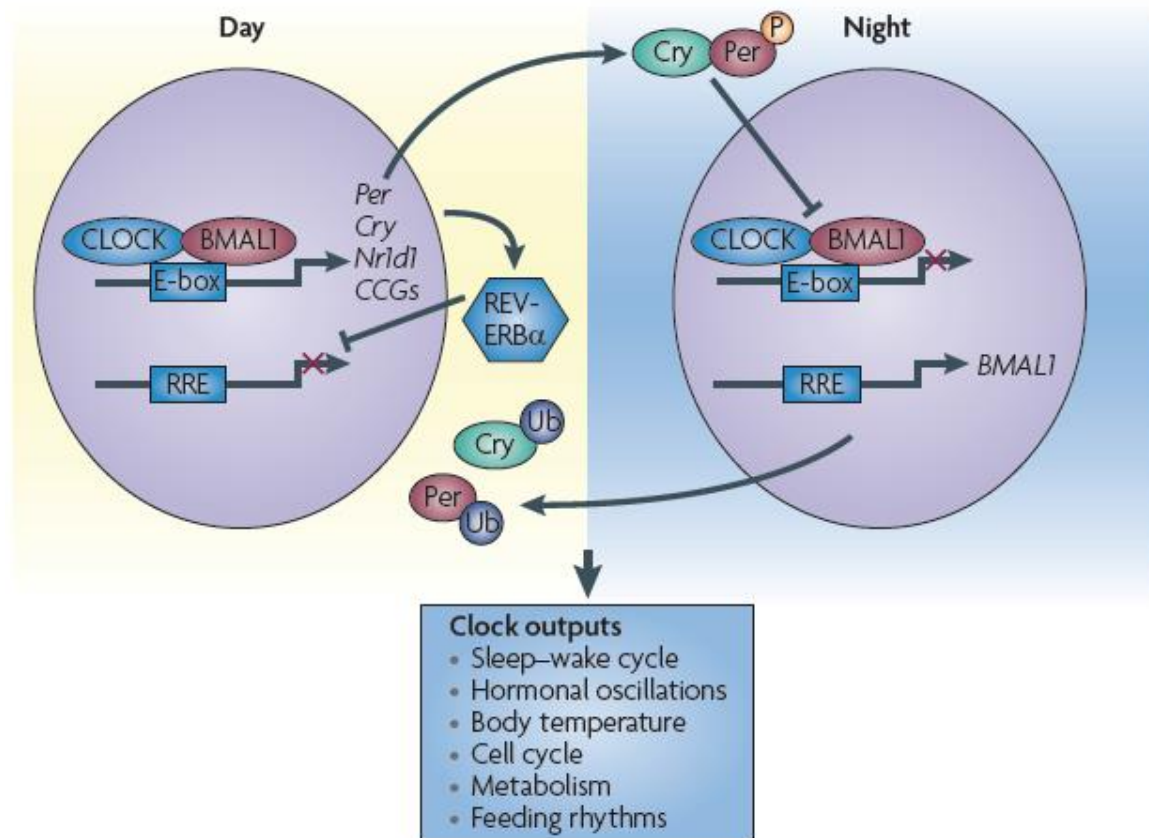 Day
Night
Cry
Per
P
Per
Cry
Nr1d1
CCGs
CLOCK
BMAL1
E-box
REV-
ERBα
RRE
CLOCK
BMAL1
E-box
RRE
BMAL1
Cry
Ub
Per
Ub
Clock outputs
• Sleep–wake cycle
• Hormonal oscillations
• Body temperature
• Cell cycle
• Metabolism
• Feeding rhythms